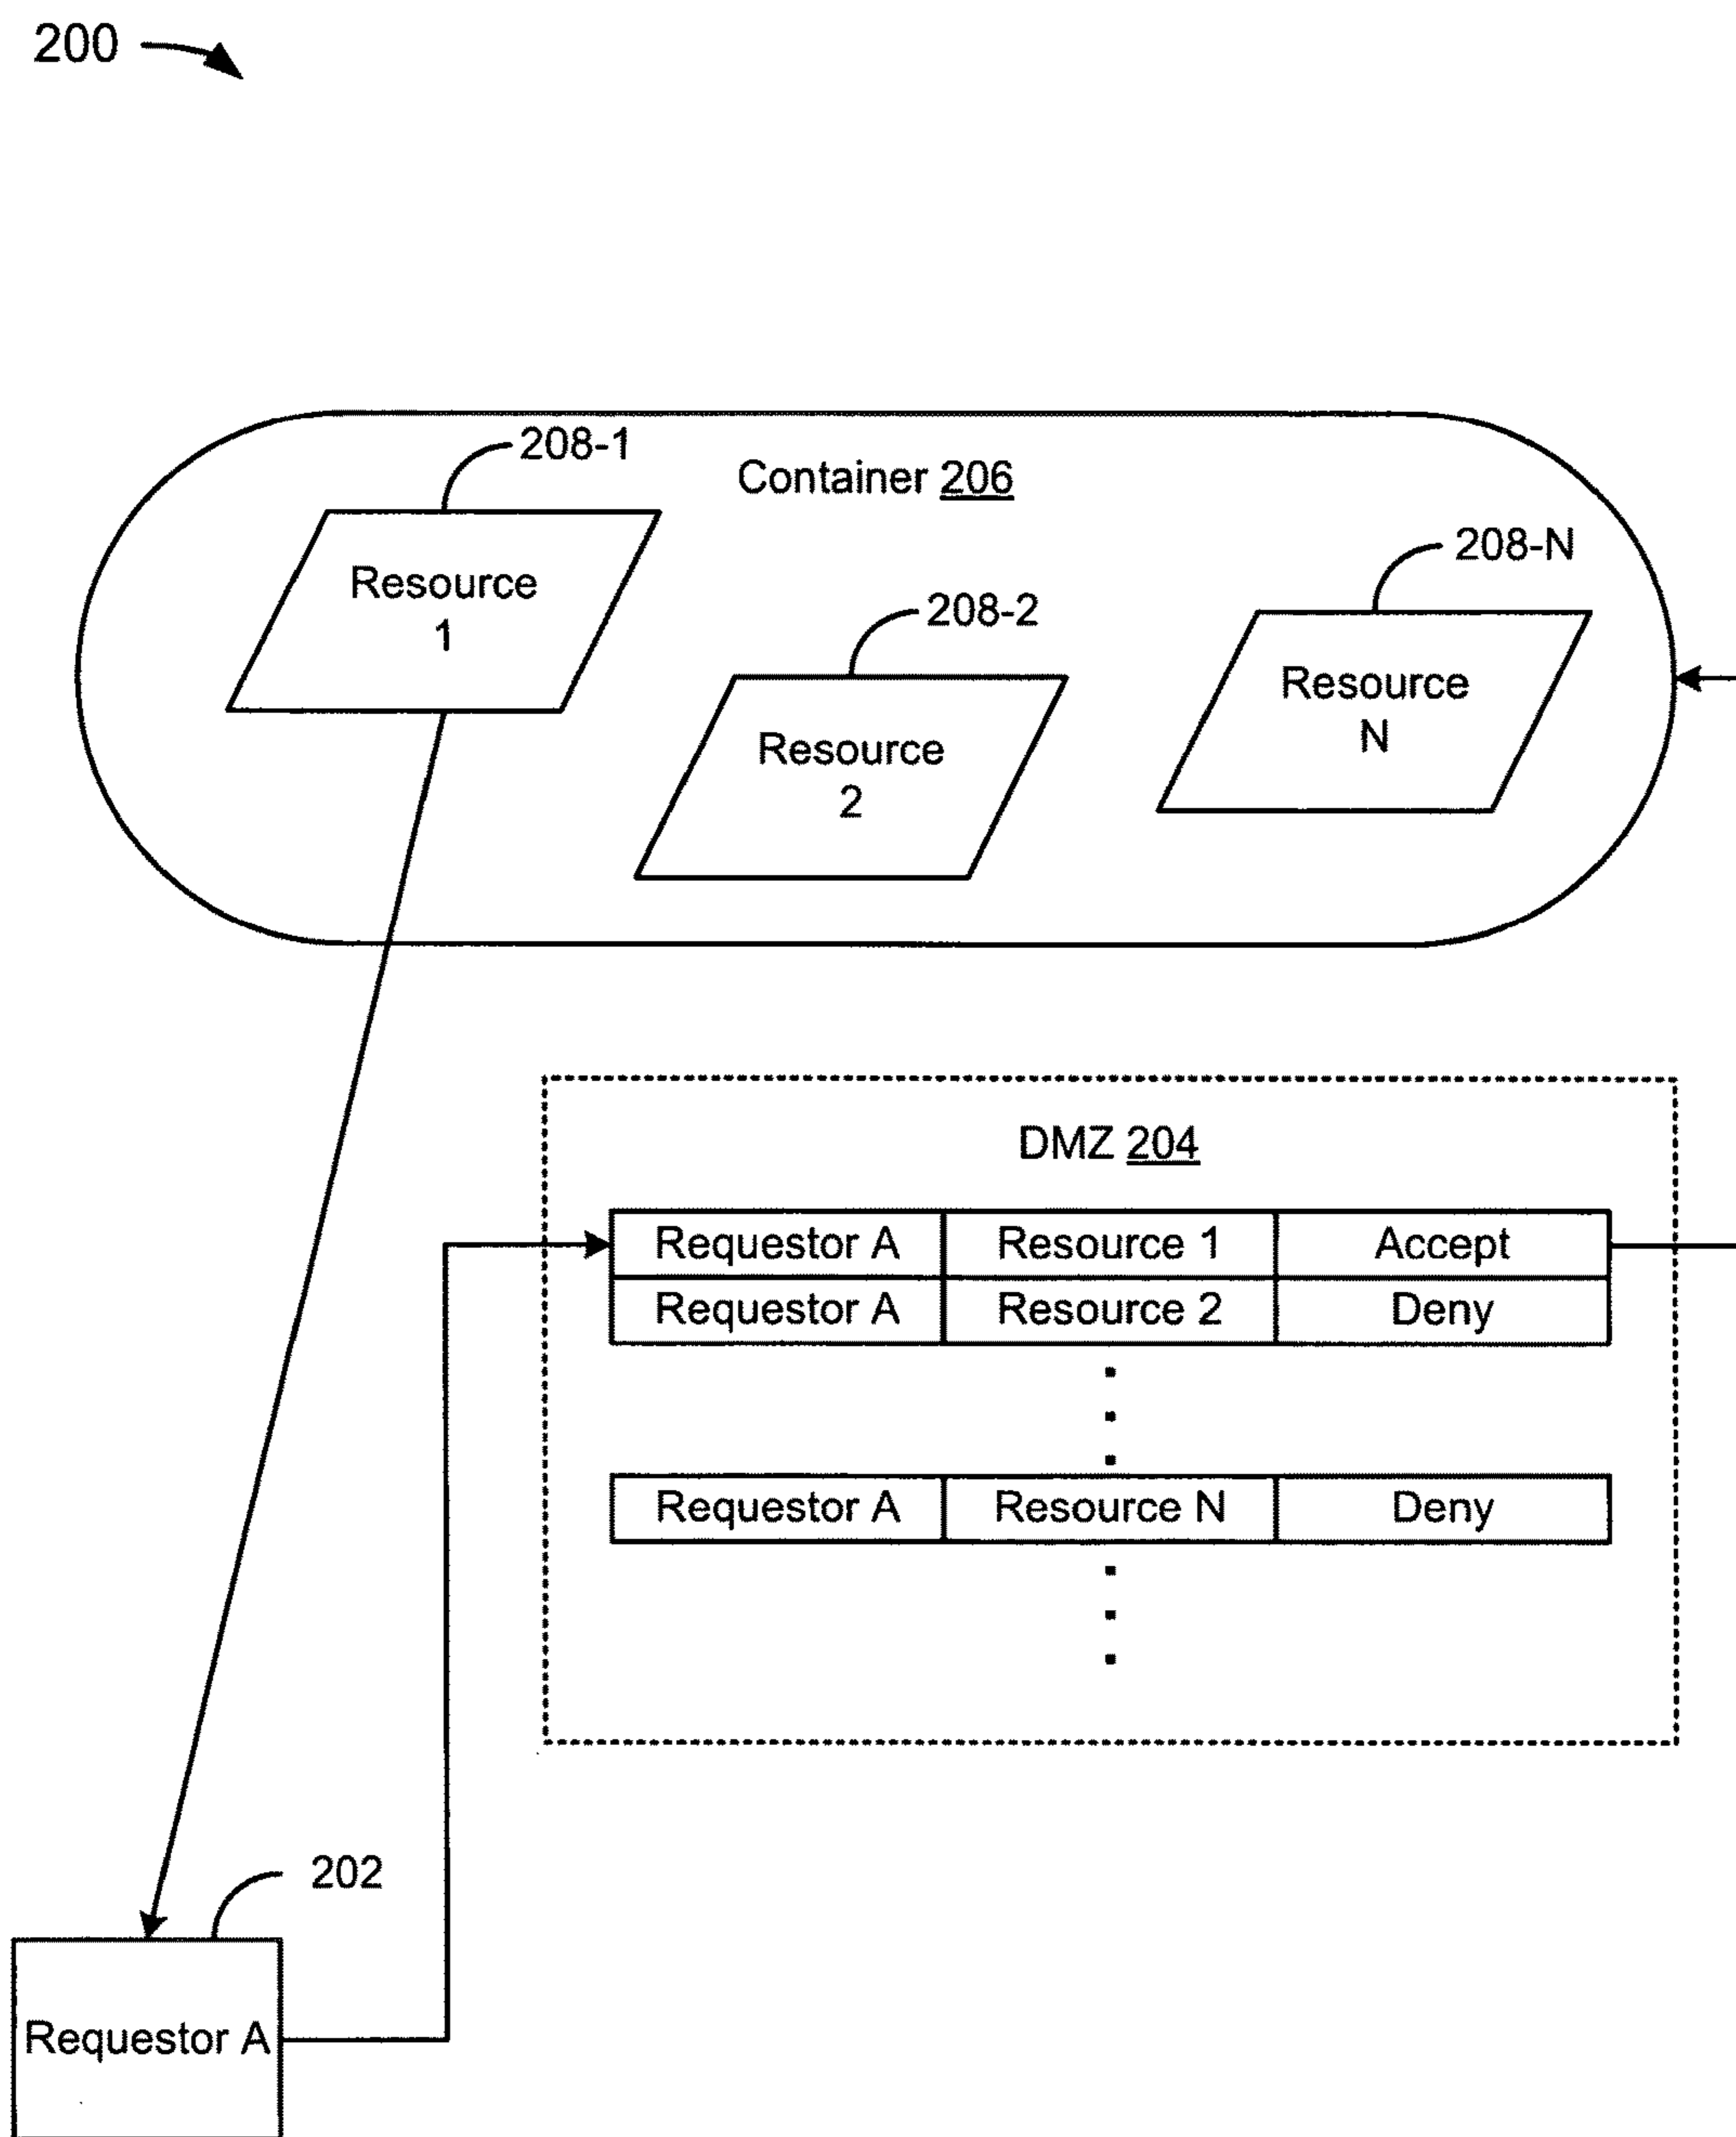 200
208-1
Container 206
208-N
Resource
1
208-2
Resource
N
Resource
2
DMZ 204
Requestor A Resource 1 Accept
Requestor A Resource 2 Deny
Requestor A Resource N Deny
202
Requestor A